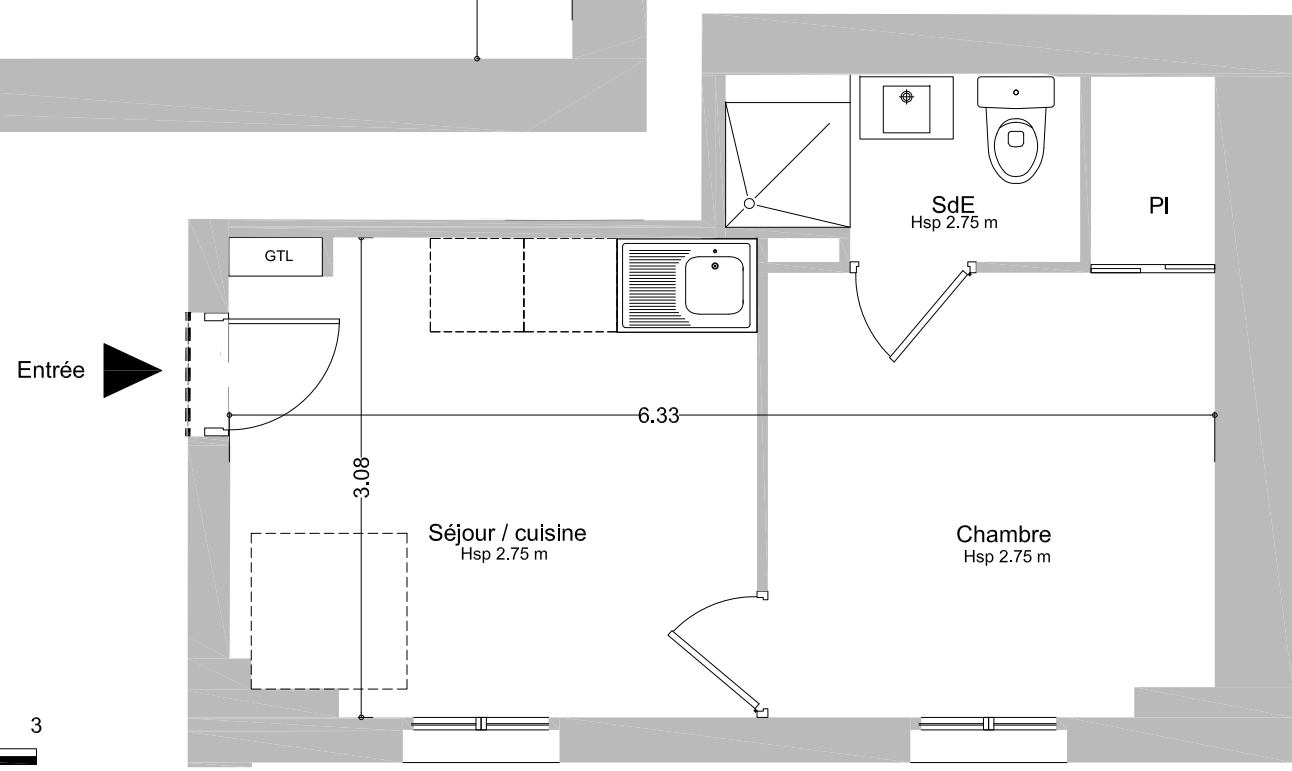 SdE
Hsp 2.75 m
Pl
GTL
Entrée
6.33
3.08
Séjour / cuisine
Hsp 2.75 m
Chambre
Hsp 2.75 m
3